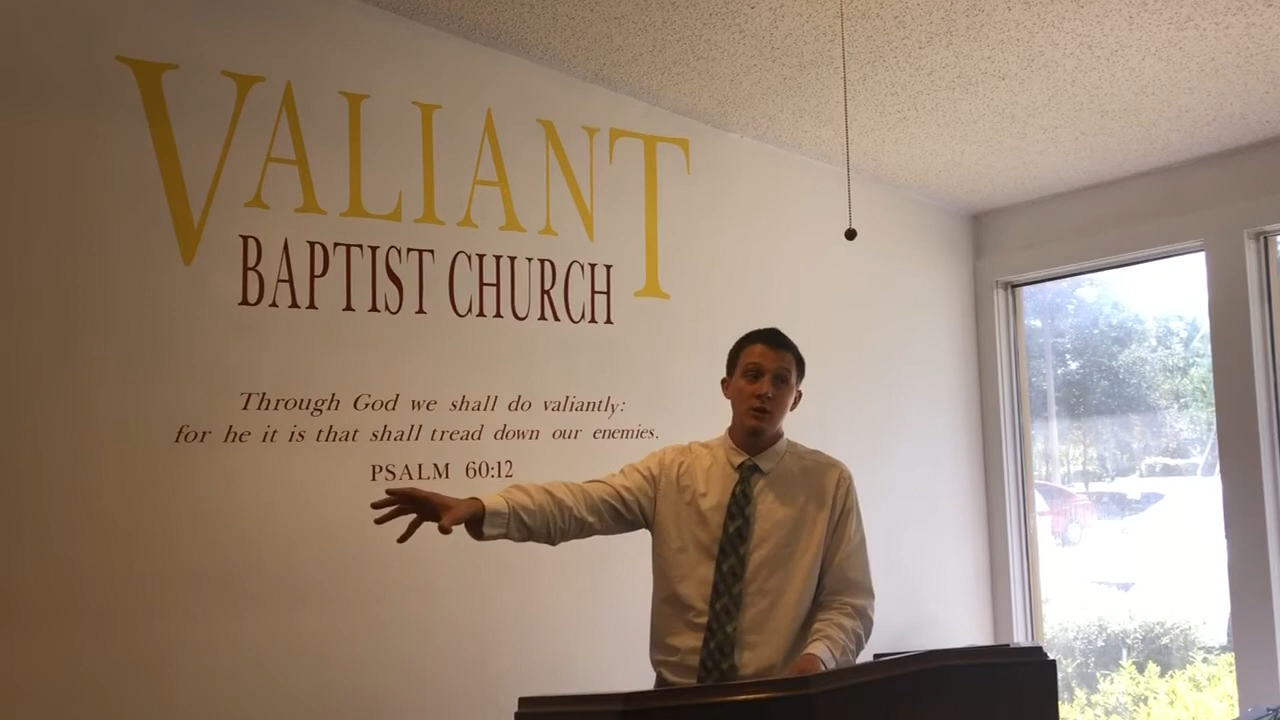 VALIANT
BAPTIST CHURCH
Through God we shall do valiantly:
for he it is that shall tread down our enemies.
PSALM 60:12